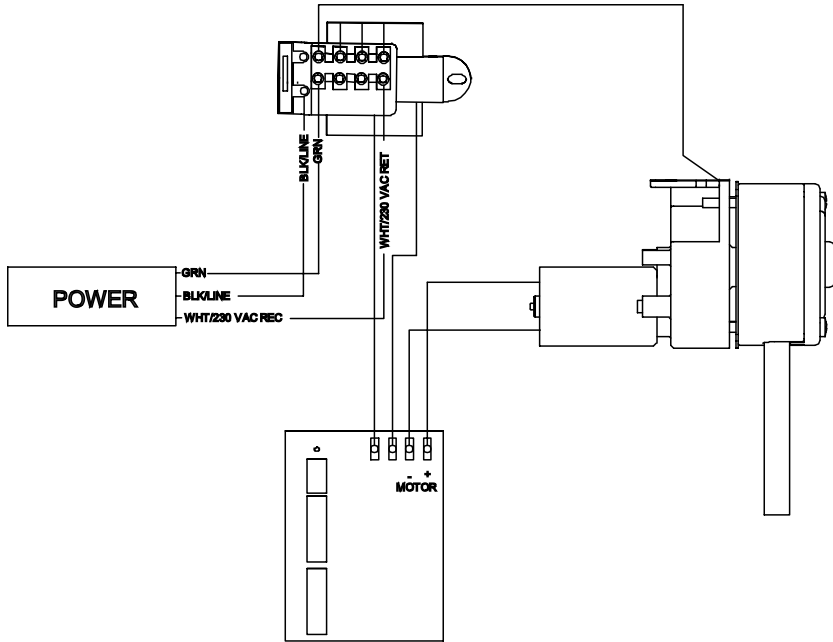 BLK/LINE
GRN
WHT/230 VAC RET
GRN
POWER
BLK/LINE
WHT/230 VAC REC
- +
MOTOR